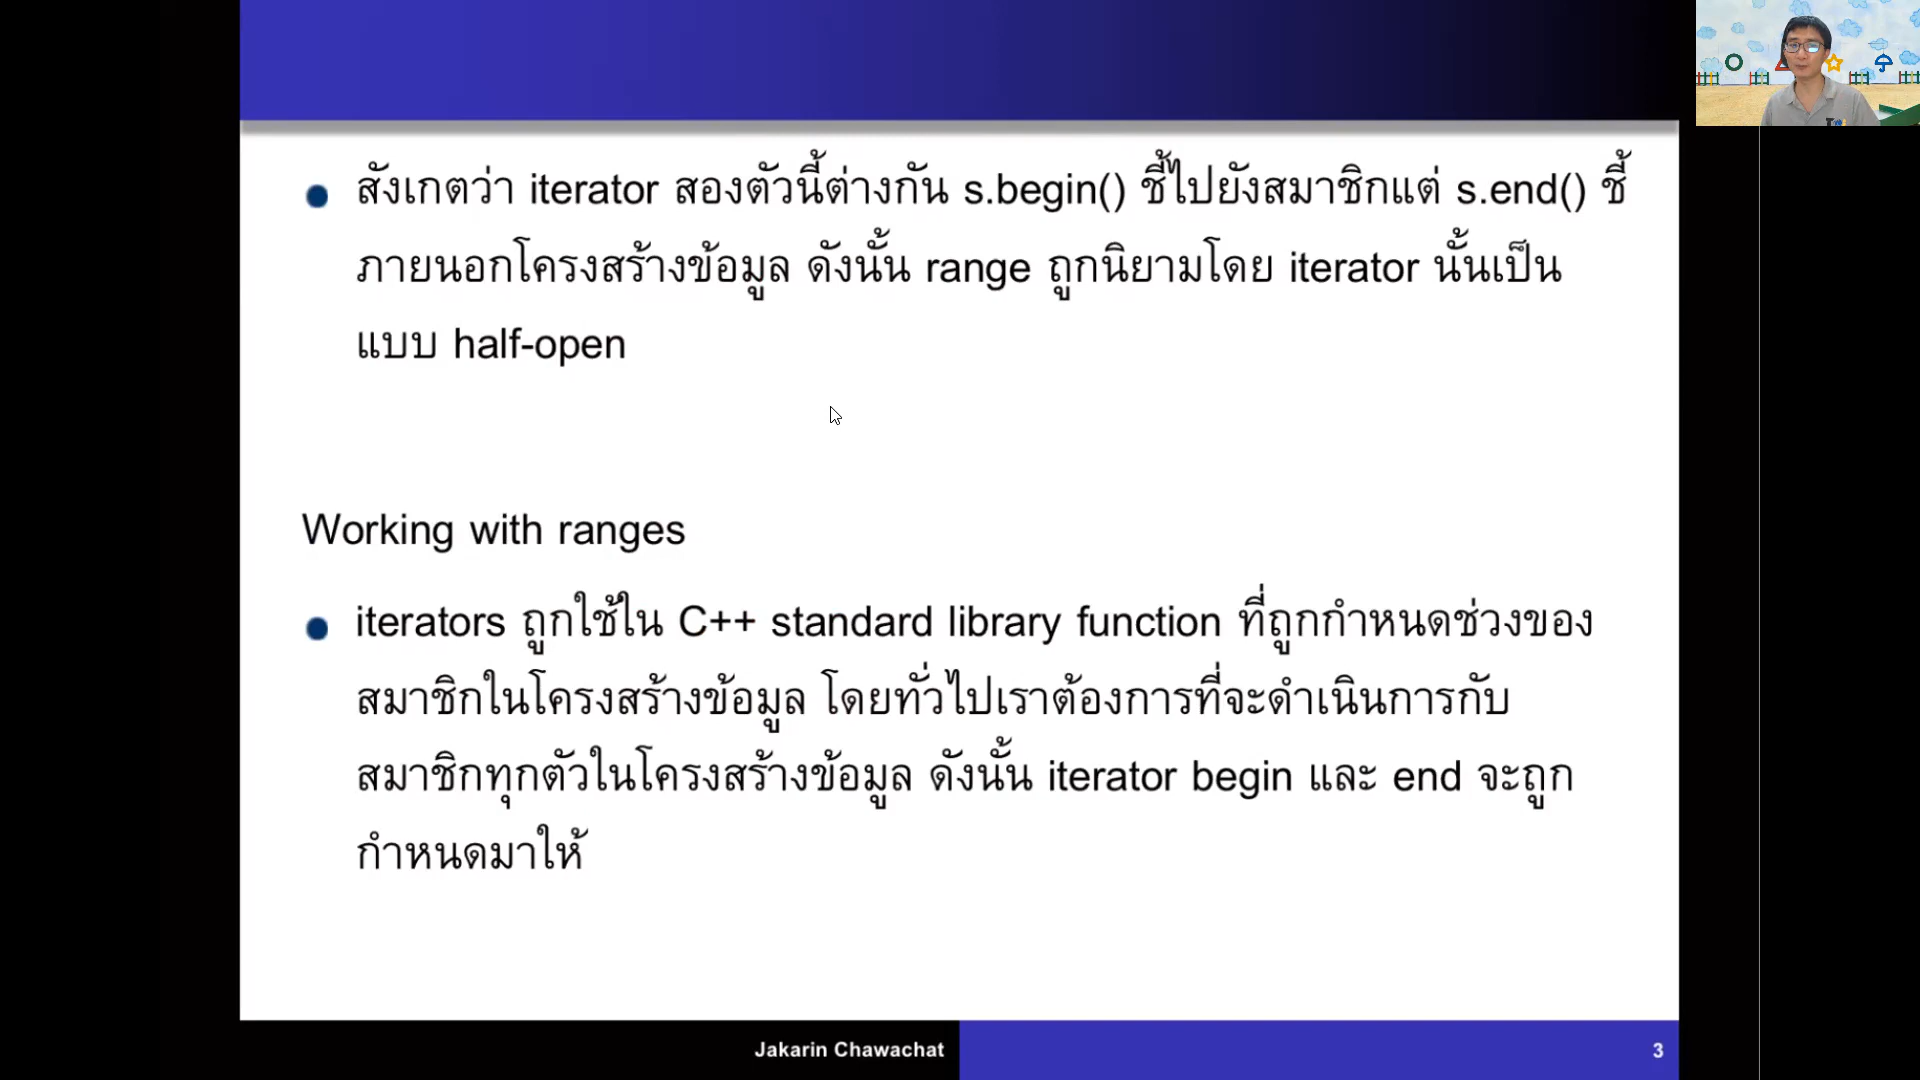 สังเกตว่า iterator สองตัวนี้ต่างกัน s.begin() ชี้ไปยังสมาชิกแต่ s.end() ชี้
ภายนอกโครงสร้างข้อมูล ดังนั้น range ถูกนิยามโดย iterator นั้นเป็น
แบบ half-open
Working with ranges
iterators ถูกใช้ใน C++ standard library function ที่ถูกกำหนดช่วงของ
สมาชิกในโครงสร้างข้อมูล โดยทั่วไปเราต้องการที่จะดำเนินการกับ
สมาชิกทุกตัวในโครงสร้างข้อมูล ดังนั้น iterator begin และ end จะถูก
กำหนดมาให้
Jakarin Chawachat
3